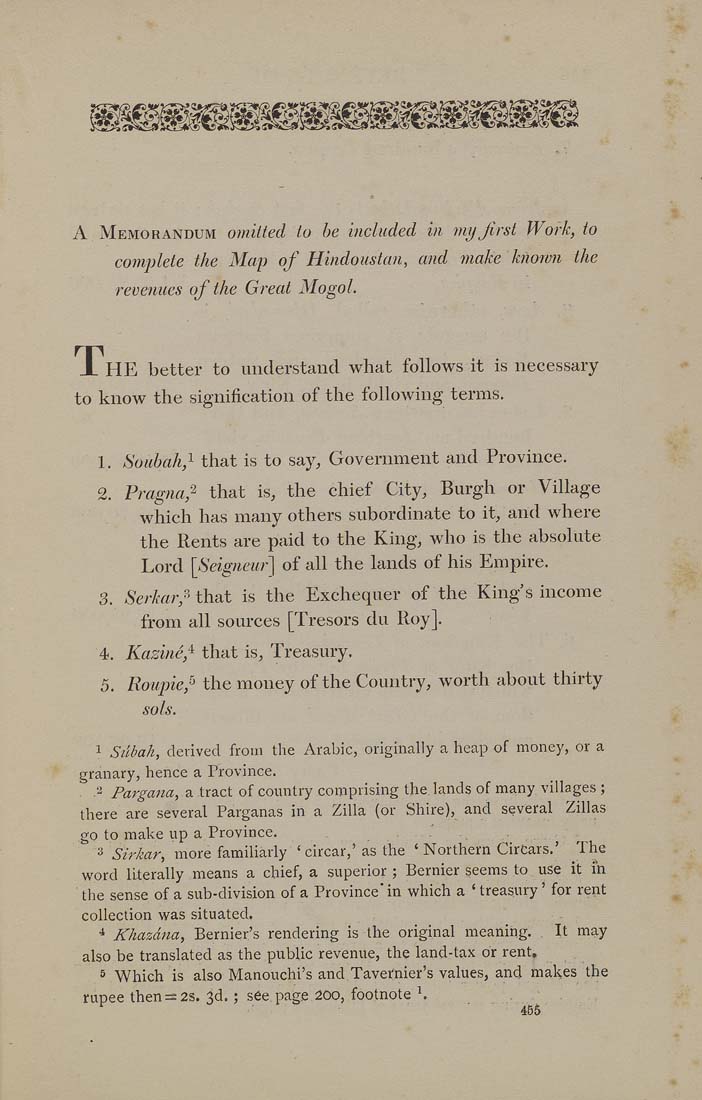 A MEMORANDUM omitted to be included in my first Work, to
complete the Map of Hindoustan, and make known the
revenues of the Great Mogol.
THE better to understand what follows it is necessary
to know the signification of the following terms.
1. Soubah,¹ that is to say, Government and Province.
2. Pragna,² that is, the chief City, Burgh or Village
which has many others subordinate to it, and where
the Rents are paid to the King, who is the absolute
Lord [Seigneur] of all the lands of his Empire.
3. Serkar,³ that is the Exchequer of the King's income
from all sources [Tresors du Roy].
4. Kaziné,⁴ that is, Treasury.
5. Roupie,⁵ the money of the Country, worth about thirty
sols.
¹ Súbah, derived from the Arabic, originally a heap of money, or a
granary, hence a Province.
² Pargana, a tract of country comprising the lands of many villages ;
there are several Parganas in a Zilla (or Shire), and several Zillas
go to make up a Province.
³ Sirkar, more familiarly ‘ circar,’ as the ‘ Northern Circars.’ The
word literally means a chief, a superior ; Bernier seems to use it in
the sense of a sub-division of a Province in which a ‘ treasury ’ for rent
collection was situated.
⁴ Khazána, Bernier's rendering is the original meaning. It may
also be translated as the public revenue, the land-tax or rent.
⁵ Which is also Manouchi's and Tavernier's values, and makes the
rupee then = 2s. 3d. ; see page 200, footnote ¹.
455